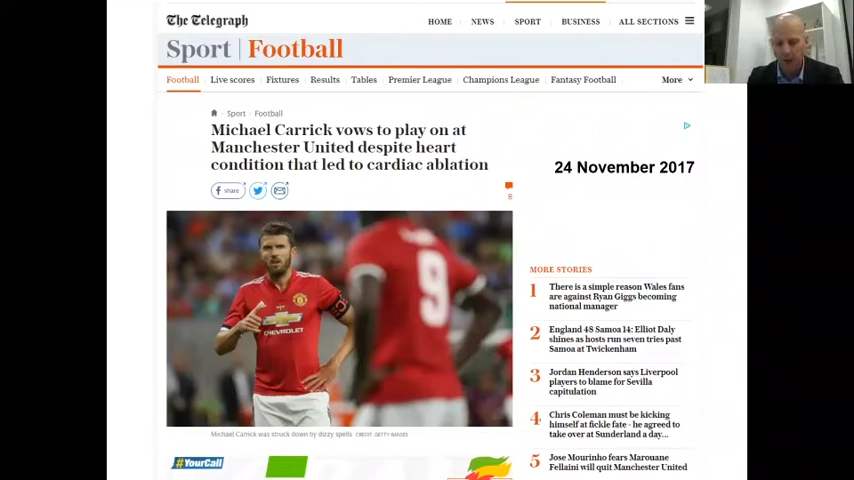 The Telegraph
HOME NEWS SPORT BUSINESS ALL SECTIONS
Sport | Football
Football Live scores Fixtures Results Tables Premier League Champions League Fantasy Football More
Sport Football
Michael Carrick vows to play on at
Manchester United despite heart
condition that led to cardiac ablation
share
8
24 November 2017
9
CHEVROLET
Michael Carrick was struck down by dizzy spells CREDIT: GETTY IMAGES
#YourCall
MORE STORIES
1 There is a simple reason Wales fans
are against Ryan Giggs becoming
national manager
2 England 48 Samoa 14: Elliot Daly
shines as hosts run seven tries past
Samoa at Twickenham
3 Jordan Henderson says Liverpool
players to blame for Sevilla
capitulation
4 Chris Coleman must be kicking
himself at fickle fate - he agreed to
take over at Sunderland a day...
5 Jose Mourinho fears Marouane
Fellaini will quit Manchester United